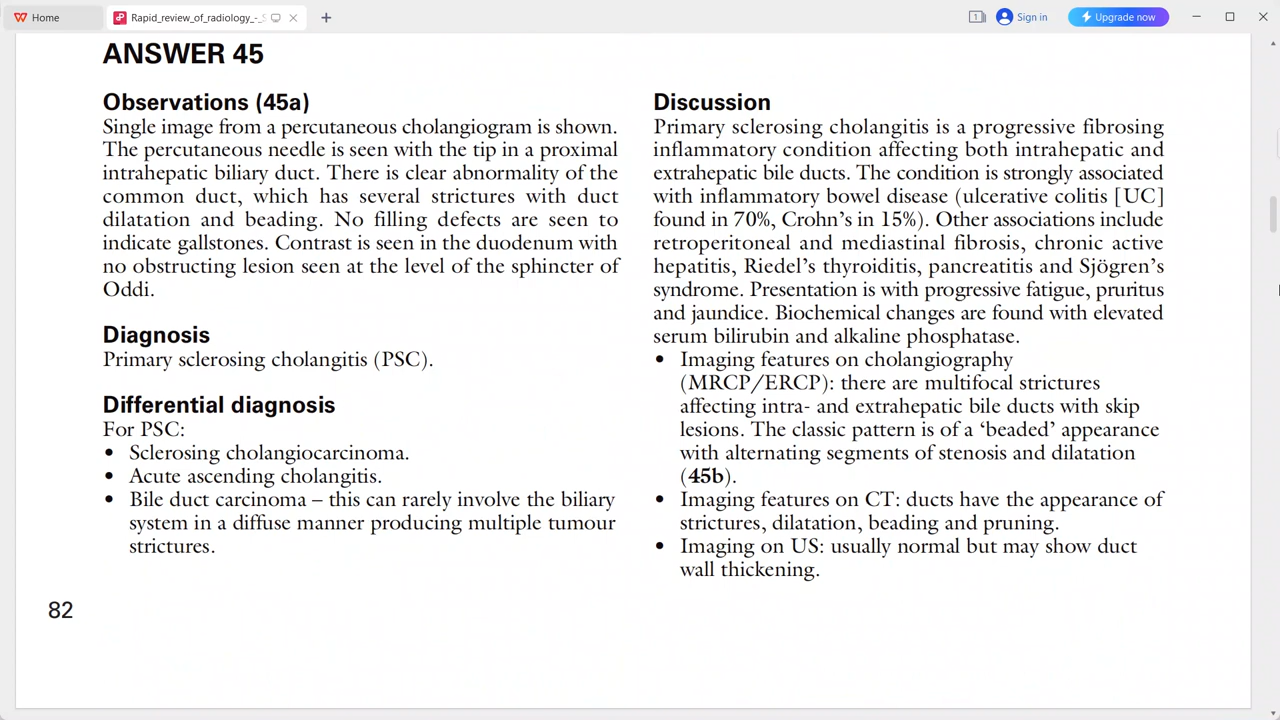 Home
Rapid_review_of_radiology_-_S
1
Sign in
Upgrade now
ANSWER 45
Observations (45a)
Single image from a percutaneous cholangiogram is shown.
The percutaneous needle is seen with the tip in a proximal
intrahepatic biliary duct. There is clear abnormality of the
common duct, which has several strictures with duct
dilatation and beading. No filling defects are seen to
indicate gallstones. Contrast is seen in the duodenum with
no obstructing lesion seen at the level of the sphincter of
Oddi.
Diagnosis
Primary sclerosing cholangitis (PSC).
Differential diagnosis
For PSC:
• Sclerosing cholangiocarcinoma.
• Acute ascending cholangitis.
• Bile duct carcinoma – this can rarely involve the biliary
system in a diffuse manner producing multiple tumour
strictures.
82
Discussion
Primary sclerosing cholangitis is a progressive fibrosing
inflammatory condition affecting both intrahepatic and
extrahepatic bile ducts. The condition is strongly associated
with inflammatory bowel disease (ulcerative colitis [UC]
found in 70%, Crohn’s in 15%). Other associations include
retroperitoneal and mediastinal fibrosis, chronic active
hepatitis, Riedel’s thyroiditis, pancreatitis and Sjögren’s
syndrome. Presentation is with progressive fatigue, pruritus
and jaundice. Biochemical changes are found with elevated
serum bilirubin and alkaline phosphatase.
• Imaging features on cholangiography
(MRCP/ERCP): there are multifocal strictures
affecting intra- and extrahepatic bile ducts with skip
lesions. The classic pattern is of a ‘beaded’ appearance
with alternating segments of stenosis and dilatation
(45b).
• Imaging features on CT: ducts have the appearance of
strictures, dilatation, beading and pruning.
• Imaging on US: usually normal but may show duct
wall thickening.